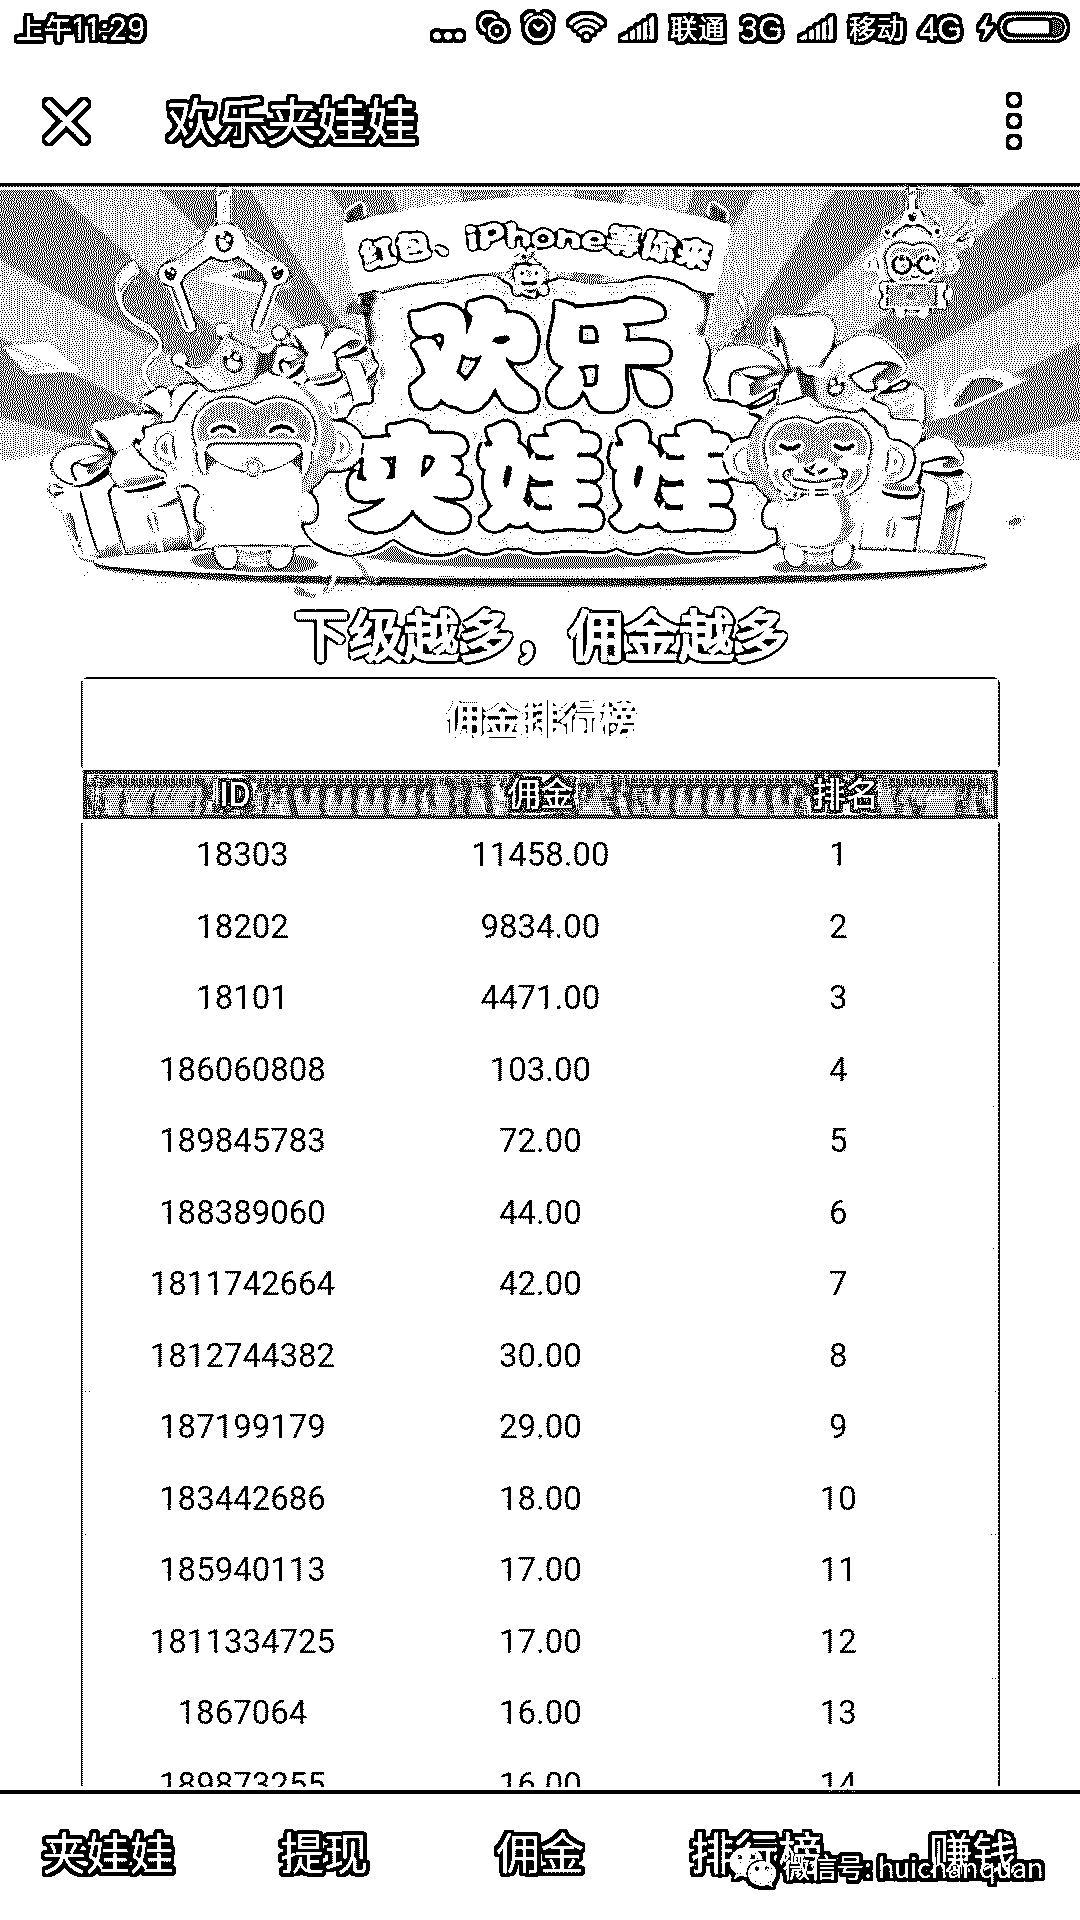 上午11:29 ... 联通 3G 移动 4G
欢乐夹娃娃
红包、iPhone等你来
欢乐
夹娃娃
下级越多，佣金越多
佣金排行榜
ID 佣金 排名
18303 11458.00 1
18202 9834.00 2
18101 4471.00 3
186060808 103.00 4
189845783 72.00 5
188389060 44.00 6
1811742664 42.00 7
1812744382 30.00 8
187199179 29.00 9
183442686 18.00 10
185940113 17.00 11
1811334725 17.00 12
1867064 16.00 13
189873255 16.00 14
夹娃娃 提现 佣金 排行榜 赚钱
微信号: huichanquan